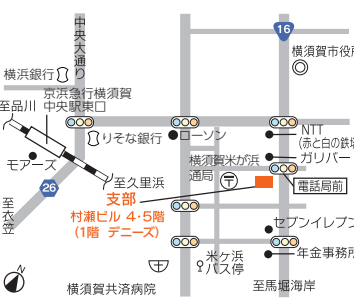 中央大通り
16
横須賀市役所
横浜銀行
京浜急行横須賀
中央駅東口
至品川
りそな銀行
ローソン
NTT
(赤と白の鉄塔
ガリバー
モアーズ
横須賀米が浜
通局
電話局前
26
至久里浜
至衣笠
支部
村瀬ビル 4・5階
(1階 デニーズ)
セブンイレブン
米ヶ浜
バス停
年金事務所
横須賀共済病院
至馬堀海岸
N